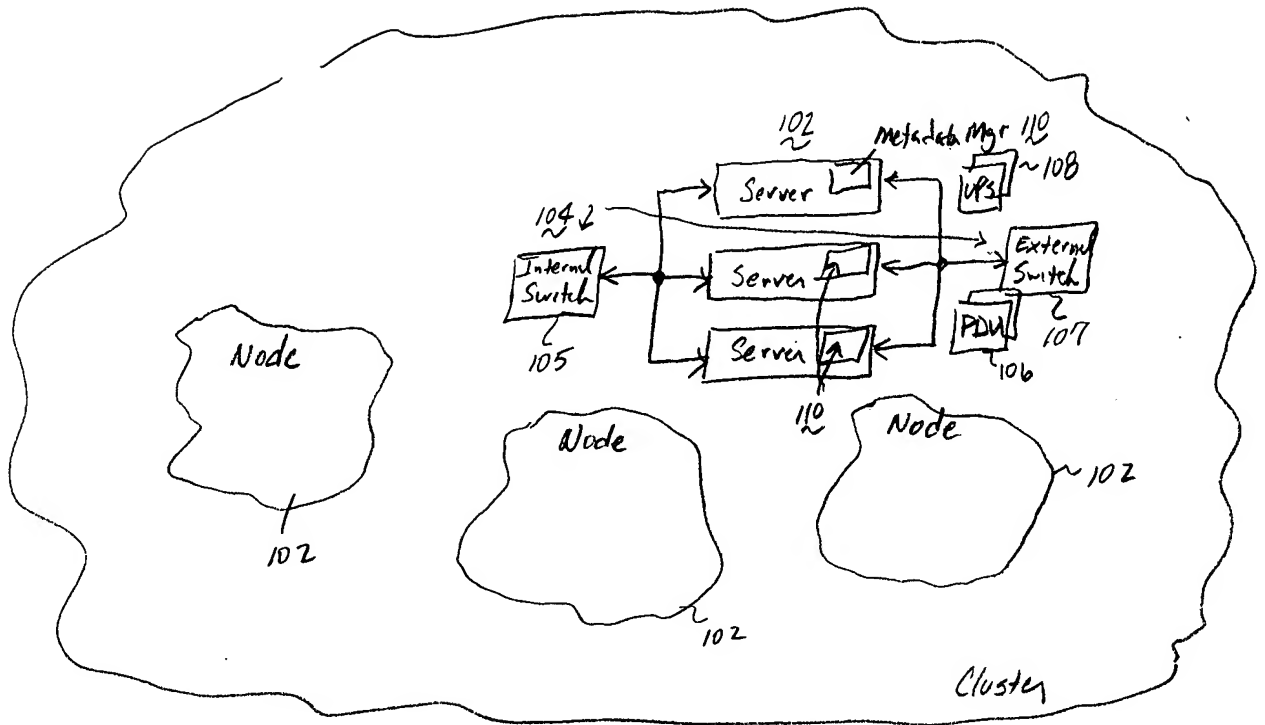 102
Metadata Mgr 110
Server
UPS
108
104
Internal
Switch
105
Server
External
Switch
107
Server
PDU
106
110
Node
102
Node
102
Node
102
Cluster